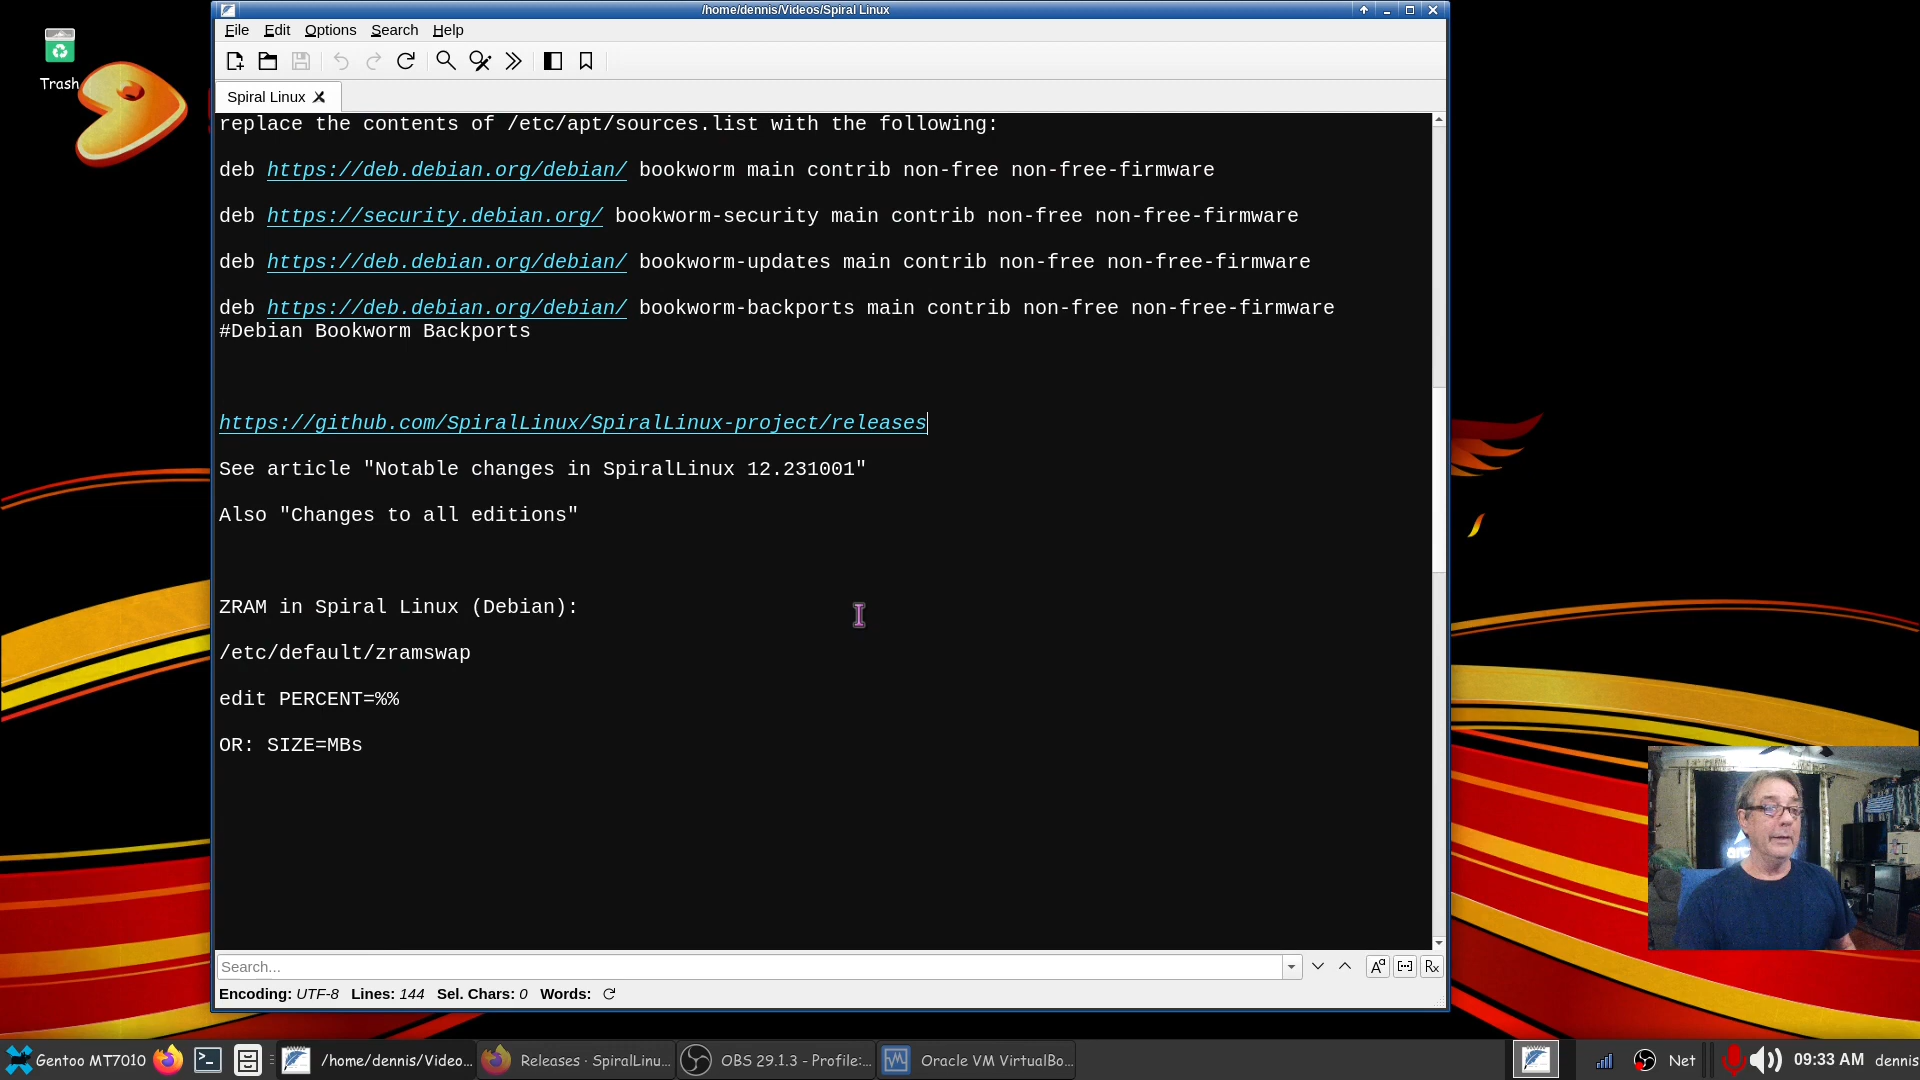 /home/dennis/Videos/Spiral Linux
File Edit Options Search Help
Trash
Spiral Linux
replace the contents of /etc/apt/sources.list with the following:
deb https://deb.debian.org/debian/ bookworm main contrib non-free non-free-firmware
deb https://security.debian.org/ bookworm-security main contrib non-free non-free-firmware
deb https://deb.debian.org/debian/ bookworm-updates main contrib non-free non-free-firmware
deb https://deb.debian.org/debian/ bookworm-backports main contrib non-free non-free-firmware
#Debian Bookworm Backports
https://github.com/SpiralLinux/SpiralLinux-project/releases
See article "Notable changes in SpiralLinux 12.231001"
Also "Changes to all editions"
ZRAM in Spiral Linux (Debian):
/etc/default/zramswap
edit PERCENT=%%
OR: SIZE=MBs
Search...
Encoding: UTF-8 Lines: 144 Sel. Chars: 0 Words:
Gentoo MT7010 /home/dennis/Video... Releases · SpiralLinu... OBS 29.1.3 - Profile:... Oracle VM VirtualBo... Net 09:33 AM dennis